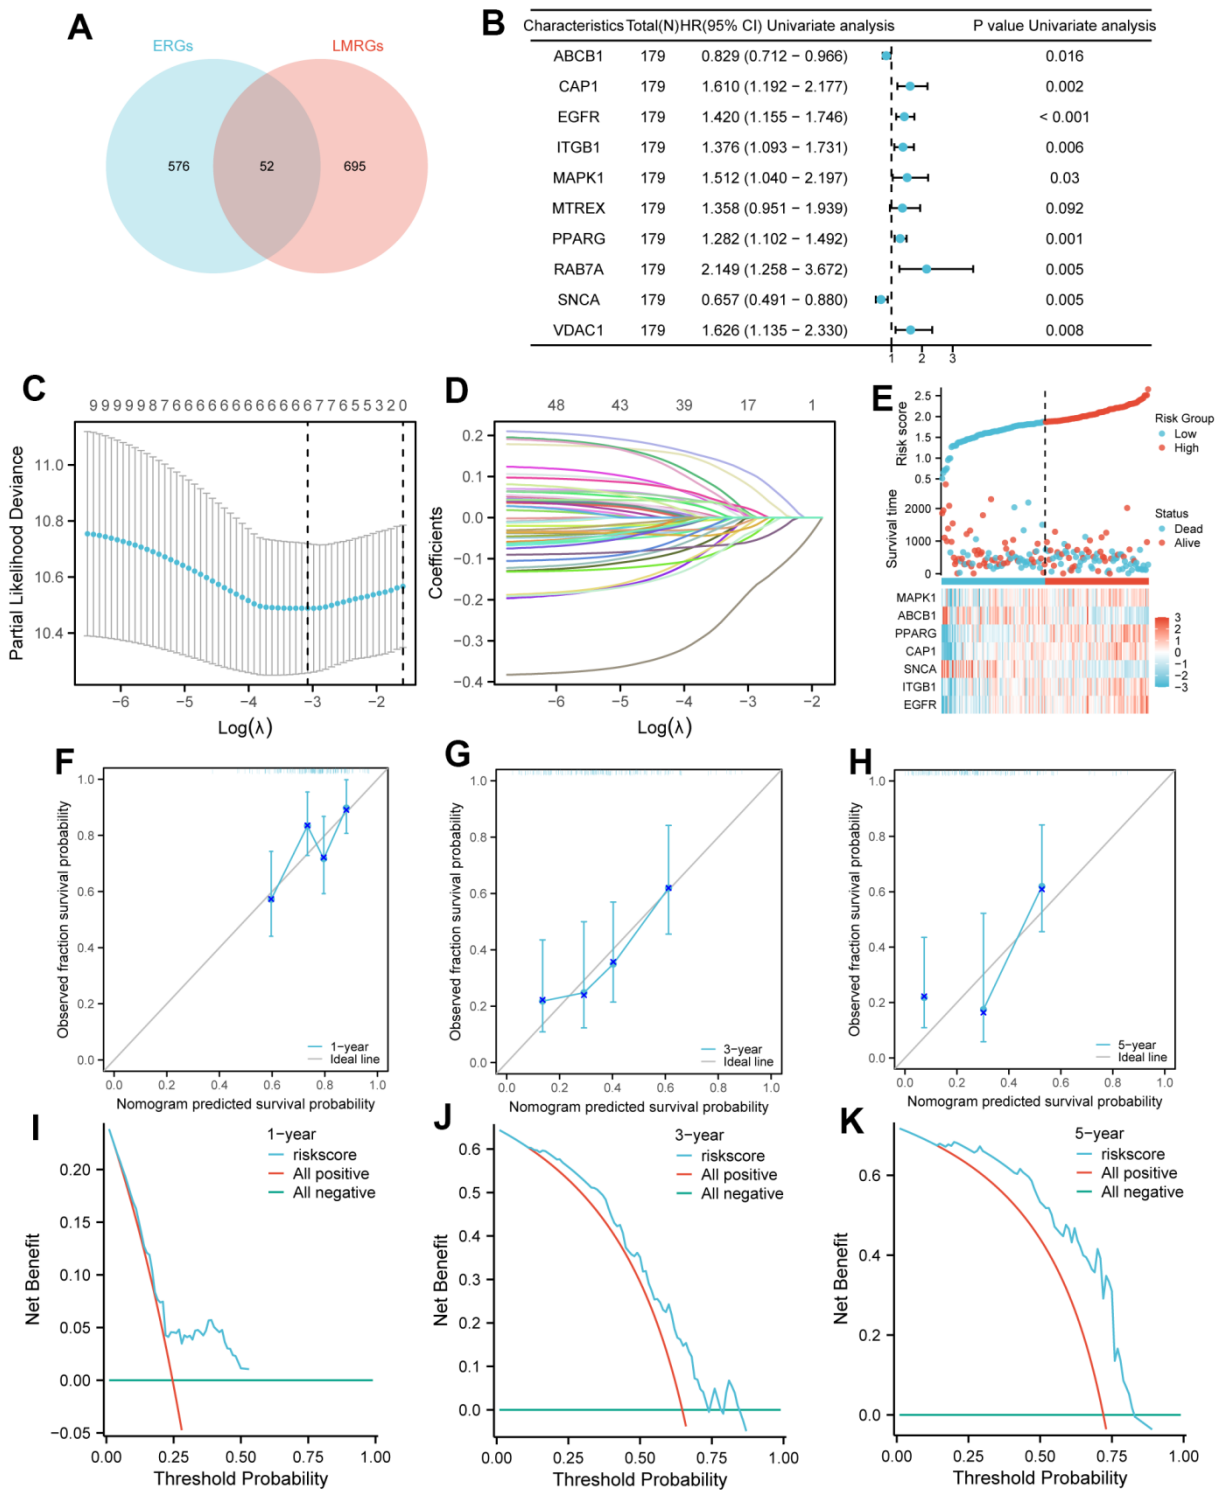 A
ERGs
LMRGs
576
52
695
B
Characteristics Total(N) HR(95% CI) Univariate analysis P value Univariate analysis
ABCB1 179 0.829 (0.712 − 0.966) 0.016
CAP1 179 1.610 (1.192 − 2.177) 0.002
EGFR 179 1.420 (1.155 − 1.746) < 0.001
ITGB1 179 1.376 (1.093 − 1.731) 0.006
MAPK1 179 1.512 (1.040 − 2.197) 0.03
MTREX 179 1.358 (0.951 − 1.939) 0.092
PPARG 179 1.282 (1.102 − 1.492) 0.001
RAB7A 179 2.149 (1.258 − 3.672) 0.005
SNCA 179 0.657 (0.491 − 0.880) 0.005
VDAC1 179 1.626 (1.135 − 2.330) 0.008
1 2 3
C
9 9 9 9 9 8 7 6 6 6 6 6 6 6 6 6 6 6 7 7 6 5 5 3 2 0
Partial Likelihood Deviance
11.0
10.8
10.6
10.4
−6 −5 −4 −3 −2
Log(λ)
D
48 43 39 17 1
Coefficients
0.2
0.1
0.0
−0.1
−0.2
−0.3
−0.4
−6 −5 −4 −3 −2
Log(λ)
E
Risk score
2.5
2.0
1.5
1.0
0.5
Risk Group
Low
High
Survival time
2000
1000
0
Status
Dead
Alive
MAPK1
ABCB1
PPARG
CAP1
SNCA
ITGB1
EGFR
3
2
1
0
−1
−2
−3
F
Observed fraction survival probability
1.0
0.8
0.6
0.4
0.2
0.0
1−year
Ideal line
0.0 0.2 0.4 0.6 0.8 1.0
Nomogram predicted survival probability
G
Observed fraction survival probability
1.0
0.8
0.6
0.4
0.2
0.0
3−year
Ideal line
0.0 0.2 0.4 0.6 0.8 1.0
Nomogram predicted survival probability
H
Observed fraction survival probability
1.0
0.8
0.6
0.4
0.2
0.0
5−year
Ideal line
0.0 0.2 0.4 0.6 0.8 1.0
Nomogram predicted survival probability
I
1−year
riskscore
All positive
All negative
Net Benefit
0.20
0.15
0.10
0.05
0.00
−0.05
0.00 0.25 0.50 0.75 1.00
Threshold Probability
J
3−year
riskscore
All positive
All negative
Net Benefit
0.6
0.5
0.4
0.3
0.2
0.1
0.0
0.00 0.25 0.50 0.75 1.00
Threshold Probability
K
5−year
riskscore
All positive
All negative
Net Benefit
0.6
0.4
0.2
0.0
0.00 0.25 0.50 0.75 1.00
Threshold Probability